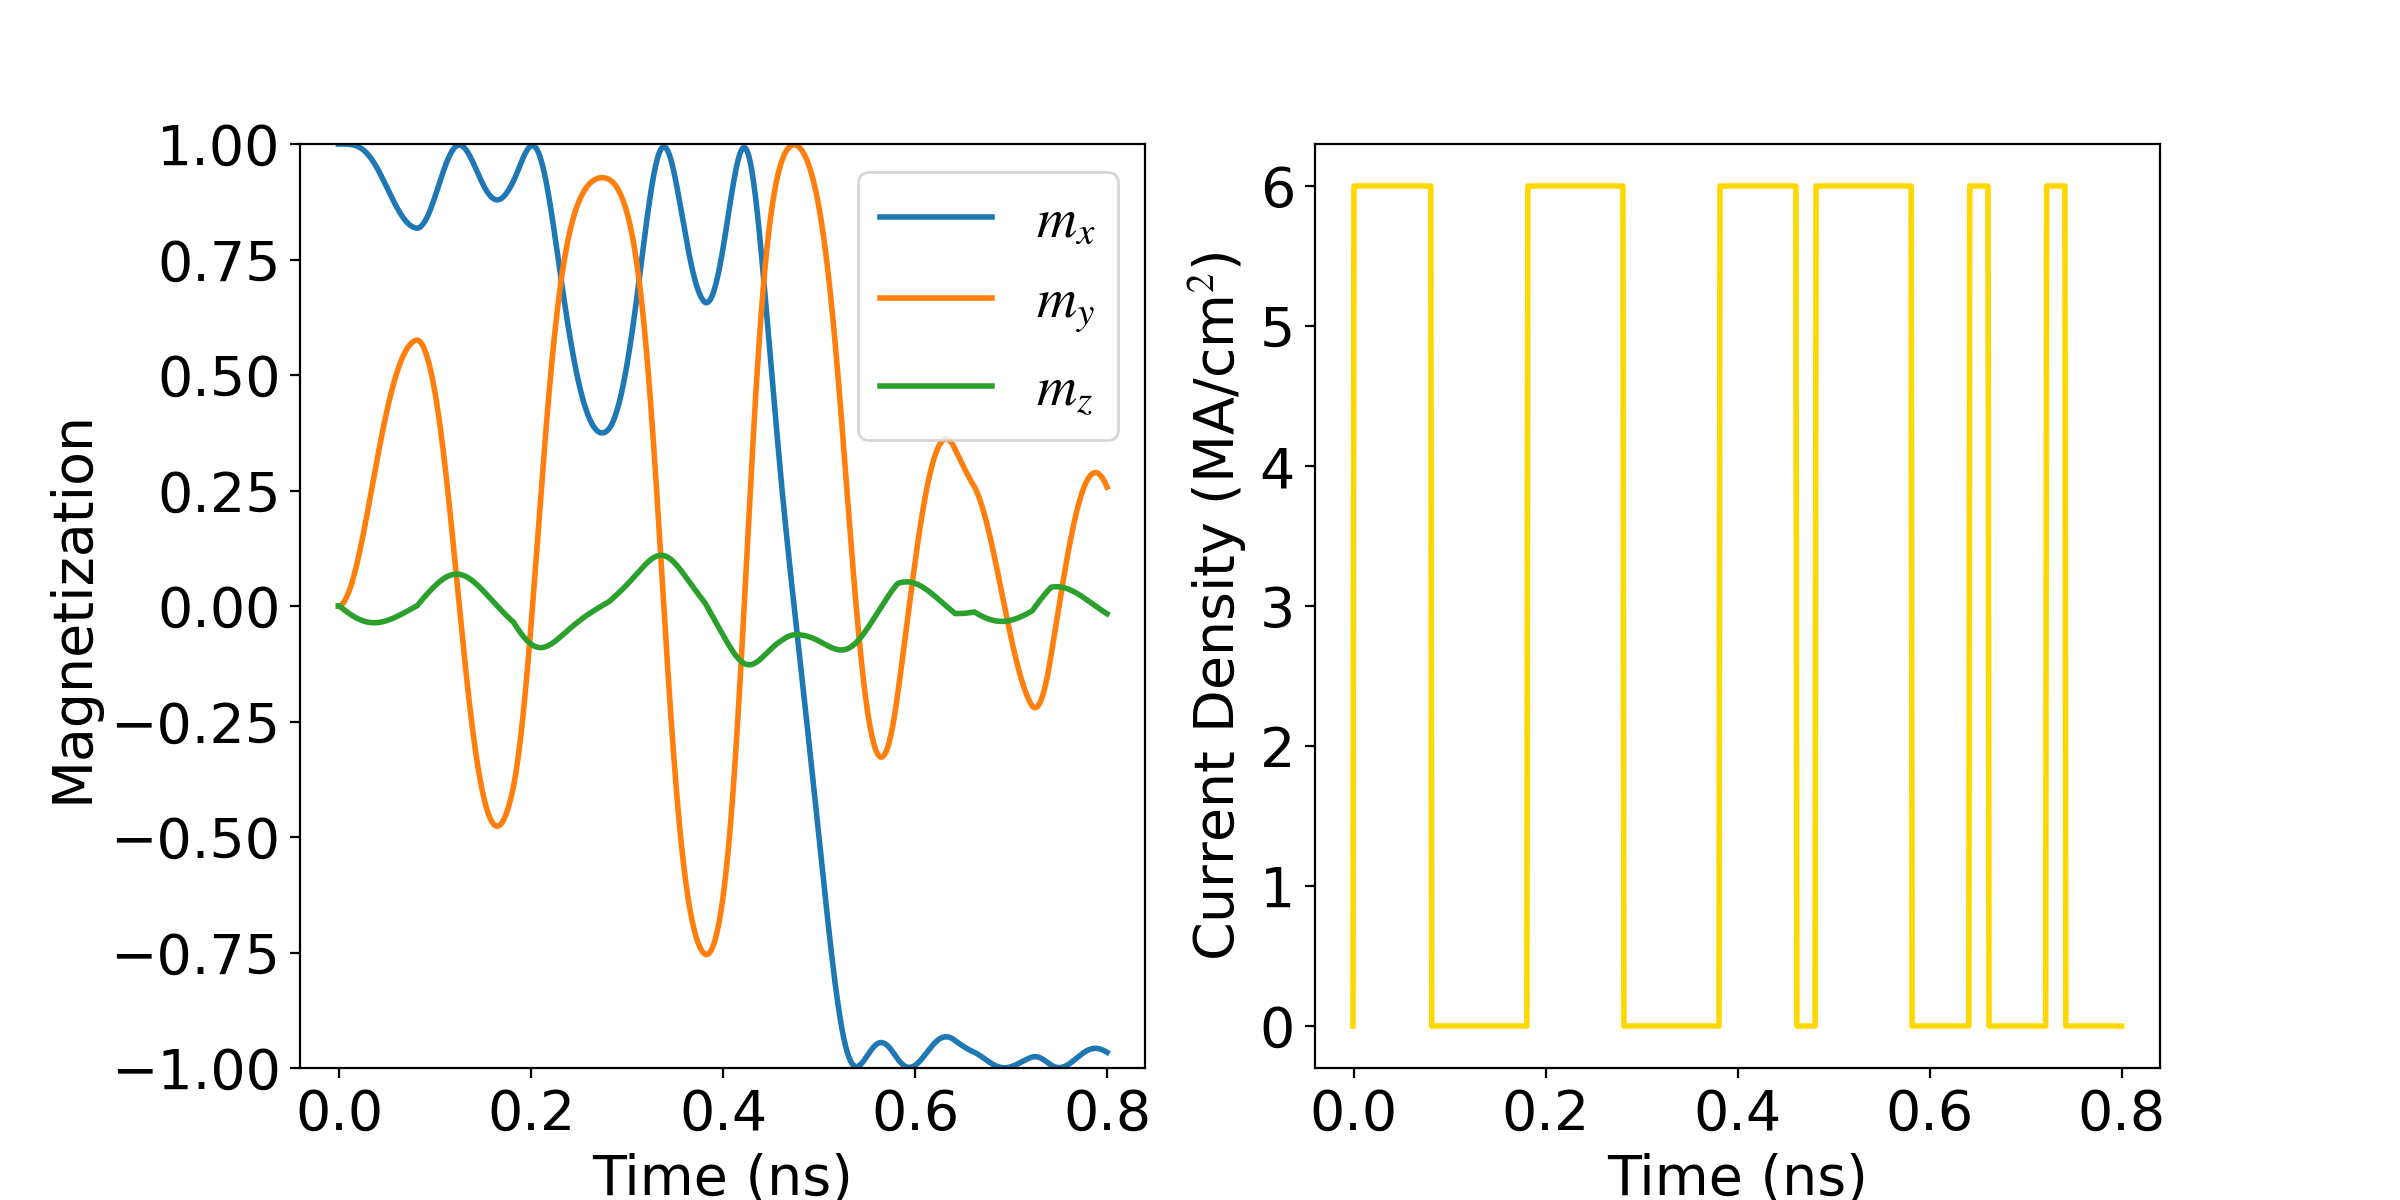 Magnetization
1.00
0.75
0.50
0.25
0.00
−0.25
−0.50
−0.75
−1.00
0.0 0.2 0.4 0.6 0.8
Time (ns)
m_x
m_y
m_z
Current Density (MA/cm²)
6
5
4
3
2
1
0
0.0 0.2 0.4 0.6 0.8
Time (ns)